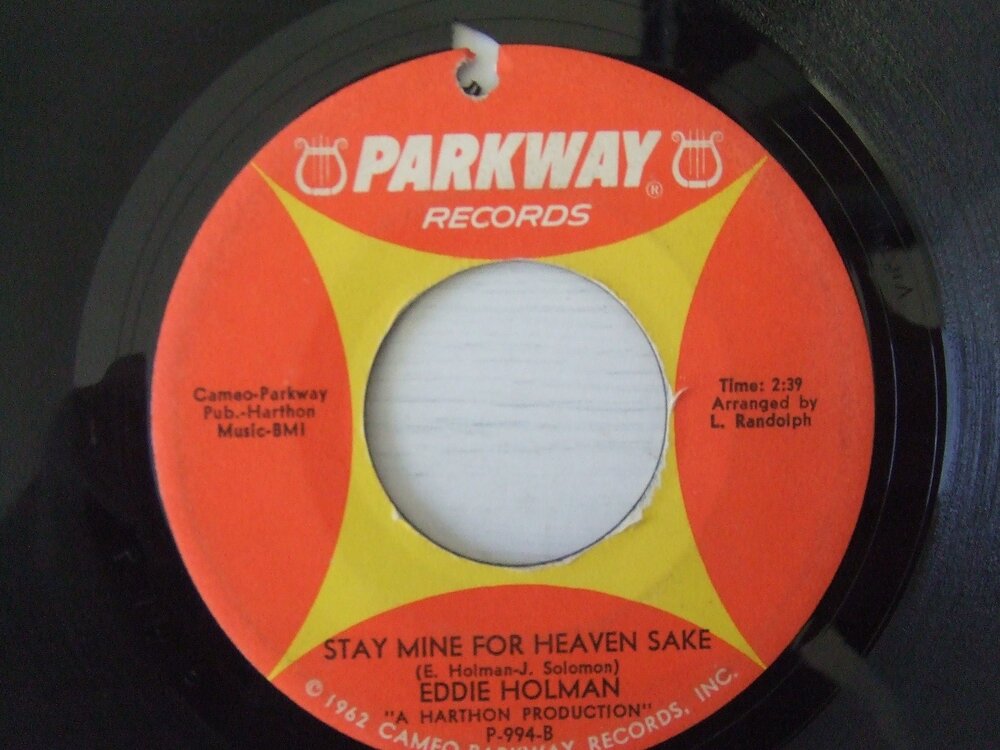 PARKWAY®
RECORDS
Cameo-Parkway
Pub.-Harthon
Music-BMI
Time: 2:39
Arranged by
L. Randolph
STAY MINE FOR HEAVEN SAKE
(E. Holman-J. Solomon)
EDDIE HOLMAN
"A HARTHON PRODUCTION"
P-994-B
© 1962 CAMEO-PARKWAY RECORDS, INC.